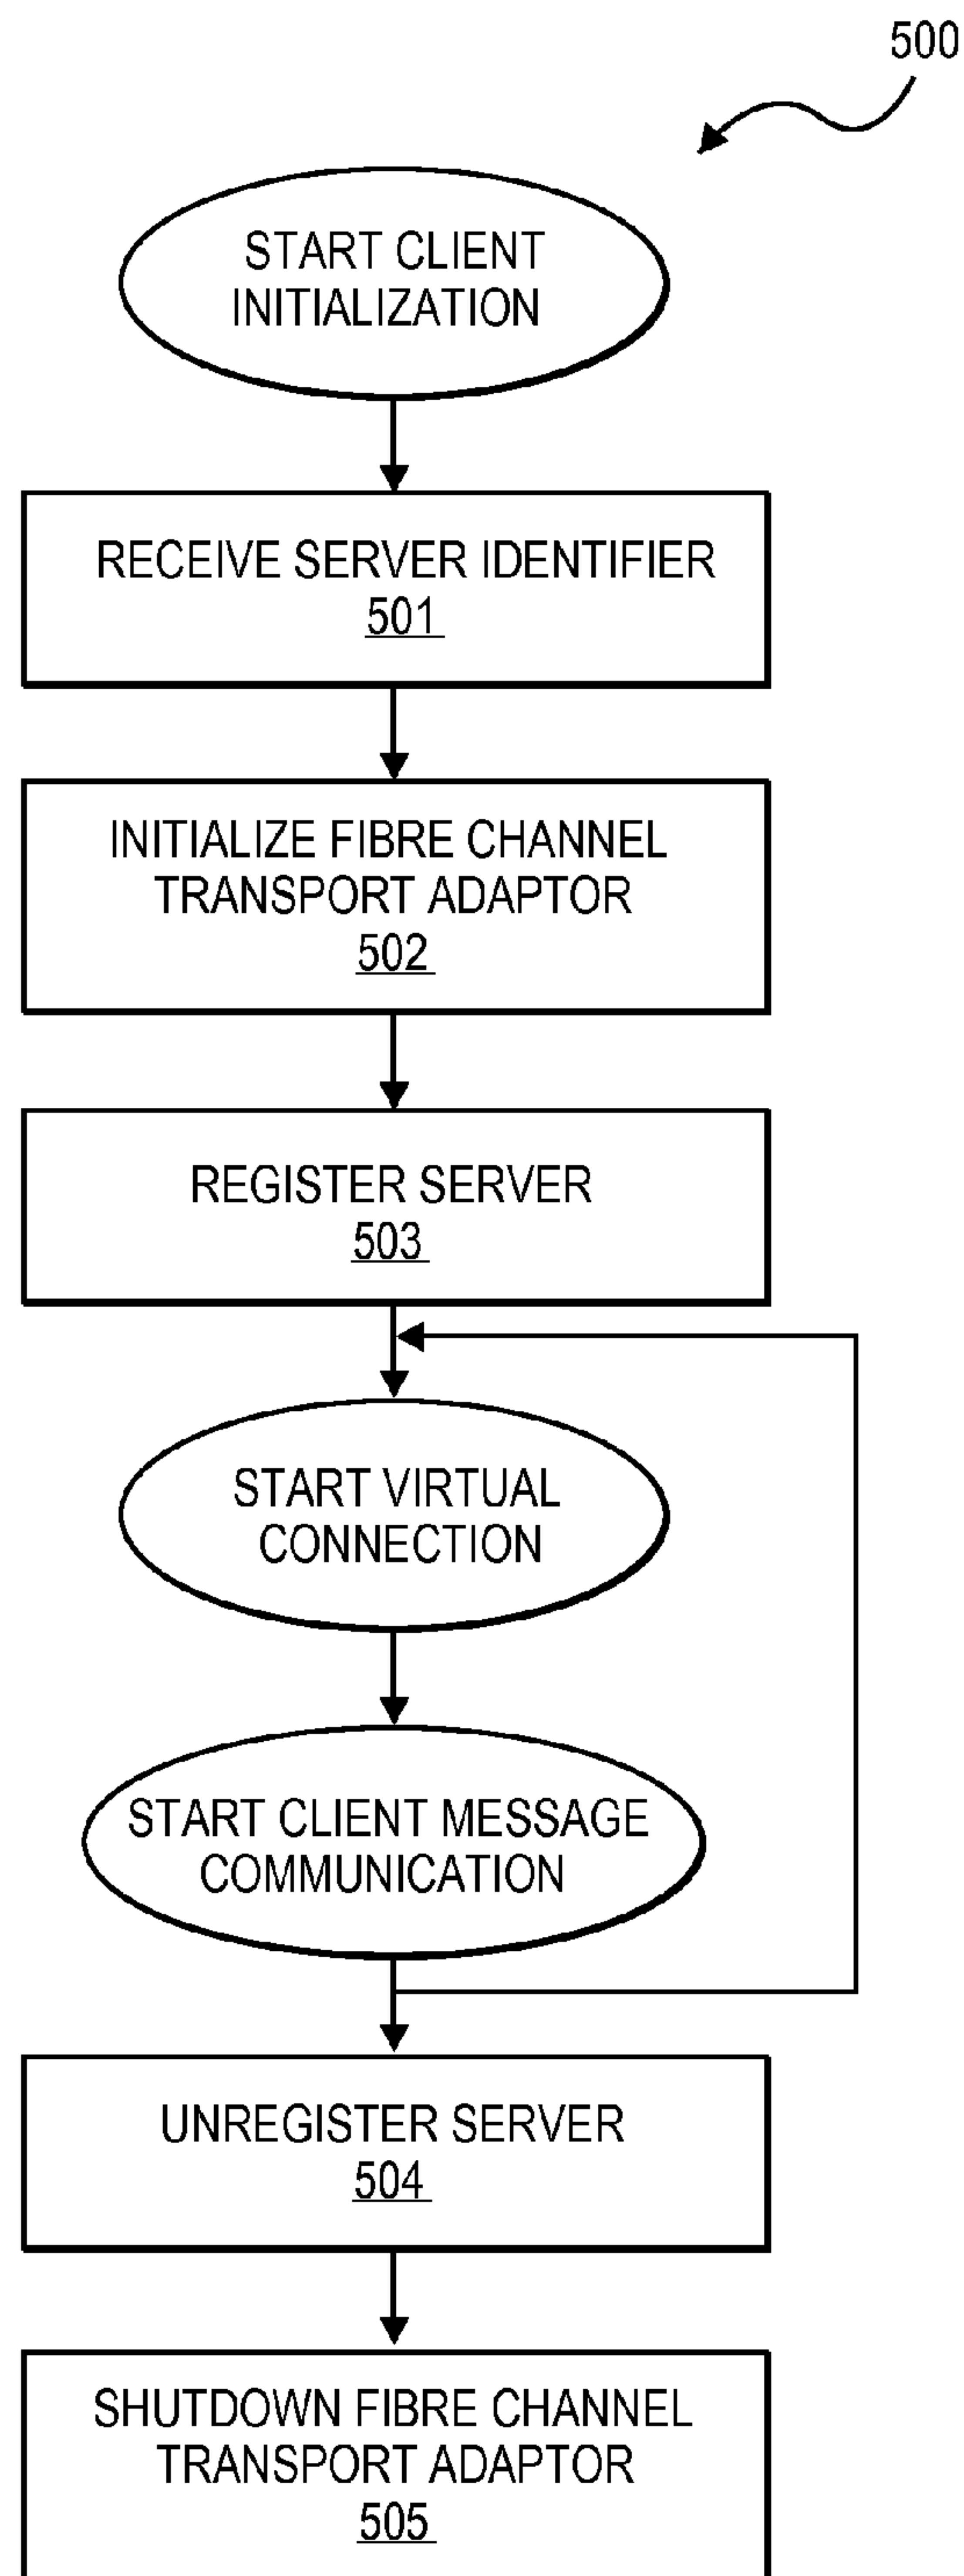 500
START CLIENT
INITIALIZATION
RECEIVE SERVER IDENTIFIER
501
INITIALIZE FIBRE CHANNEL
TRANSPORT ADAPTOR
502
REGISTER SERVER
503
START VIRTUAL
CONNECTION
START CLIENT MESSAGE
COMMUNICATION
UNREGISTER SERVER
504
SHUTDOWN FIBRE CHANNEL
TRANSPORT ADAPTOR
505